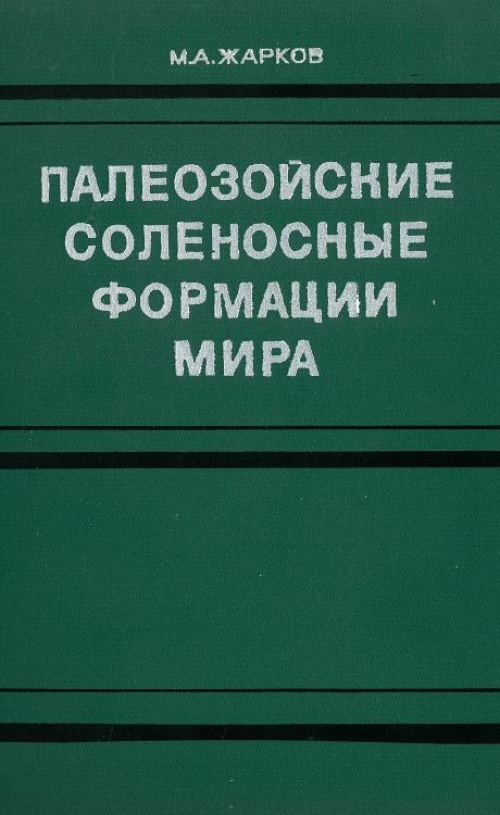 М.А.ЖАРКОВ
ПАЛЕОЗОЙСКИЕ
СОЛЕНОСНЫЕ
ФОРМАЦИИ
МИРА